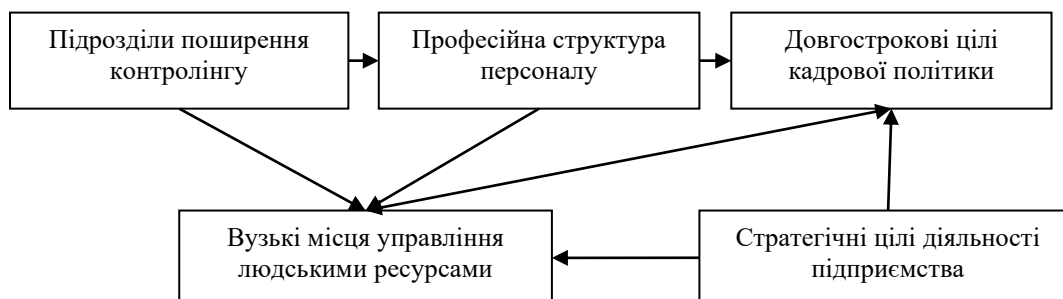 Підрозділи поширення
контролінгу
Професійна структура
персоналу
Довгострокові цілі
кадрової політики
Вузькі місця управління
людськими ресурсами
Стратегічні цілі діяльності
підприємства